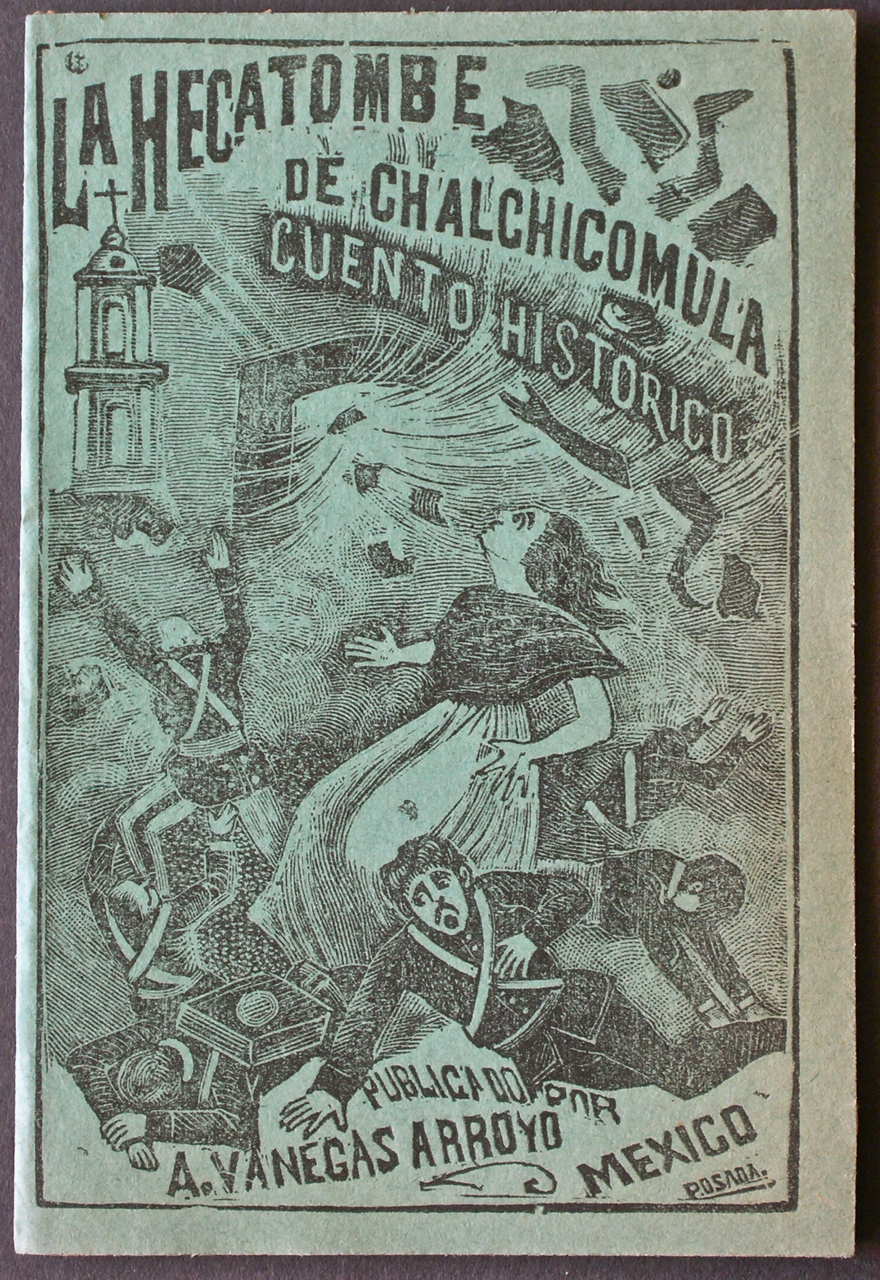 LA HECATOMBE
DE CHALCHICOMULA
CUENTO HISTORICO
PUBLICADO POR
A. VANEGAS ARROYO
MEXICO
POSADA.